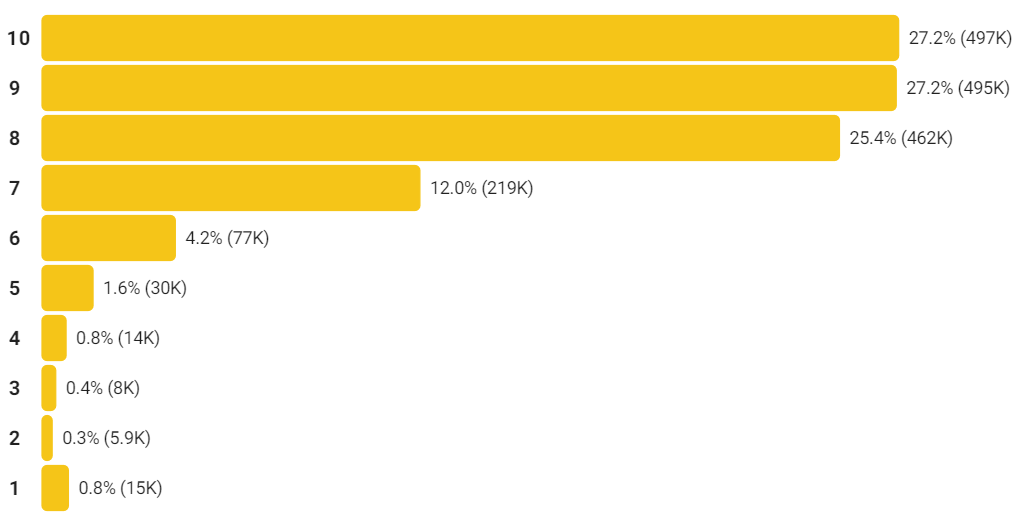 10 27.2% (497K)
9 27.2% (495K)
8 25.4% (462K)
7 12.0% (219K)
6 4.2% (77K)
5 1.6% (30K)
4 0.8% (14K)
3 0.4% (8K)
2 0.3% (5.9K)
1 0.8% (15K)